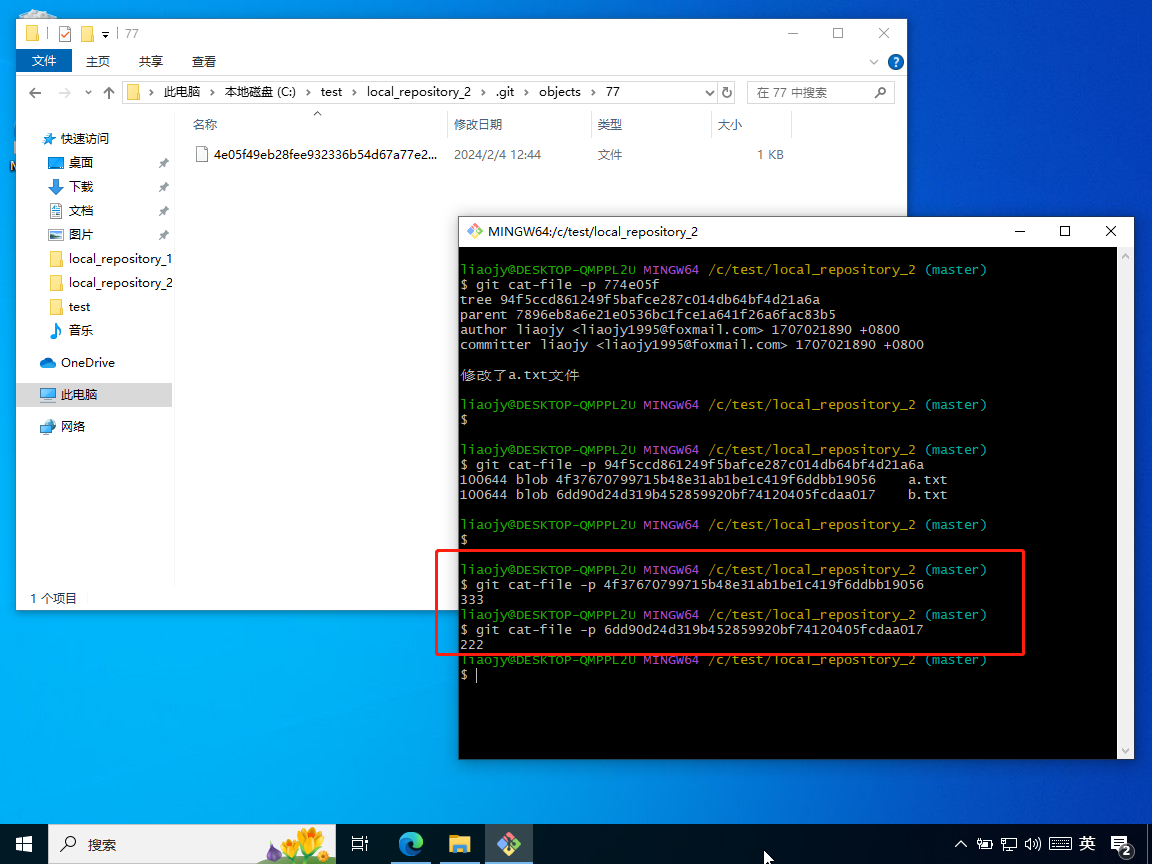 77
文件 主页 共享 查看
此电脑 › 本地磁盘 (C:) › test › local_repository_2 › .git › objects › 77
在 77 中搜索
名称 修改日期 类型 大小
4e05f49eb28fee932336b54d67a77e2... 2024/2/4 12:44 文件 1 KB
快速访问
桌面
下载
文档
图片
local_repository_1
local_repository_2
test
音乐
OneDrive
此电脑
网络
1 个项目
MINGW64:/c/test/local_repository_2
liaojy@DESKTOP-QMPPL2U MINGW64 /c/test/local_repository_2 (master)
$ git cat-file -p 774e05f
tree 94f5ccd861249f5bafce287c014db64bf4d21a6a
parent 7896eb8a6e21e0536bc1fce1a641f26a6fac83b5
author liaojy <liaojy1995@foxmail.com> 1707021890 +0800
committer liaojy <liaojy1995@foxmail.com> 1707021890 +0800
修改了a.txt文件
liaojy@DESKTOP-QMPPL2U MINGW64 /c/test/local_repository_2 (master)
$
liaojy@DESKTOP-QMPPL2U MINGW64 /c/test/local_repository_2 (master)
$ git cat-file -p 94f5ccd861249f5bafce287c014db64bf4d21a6a
100644 blob 4f37670799715b48e31ab1be1c419f6ddbb19056 a.txt
100644 blob 6dd90d24d319b452859920bf74120405fcdaa017 b.txt
liaojy@DESKTOP-QMPPL2U MINGW64 /c/test/local_repository_2 (master)
$
liaojy@DESKTOP-QMPPL2U MINGW64 /c/test/local_repository_2 (master)
$ git cat-file -p 4f37670799715b48e31ab1be1c419f6ddbb19056
333
liaojy@DESKTOP-QMPPL2U MINGW64 /c/test/local_repository_2 (master)
$ git cat-file -p 6dd90d24d319b452859920bf74120405fcdaa017
222
liaojy@DESKTOP-QMPPL2U MINGW64 /c/test/local_repository_2 (master)
$
搜索
英
2